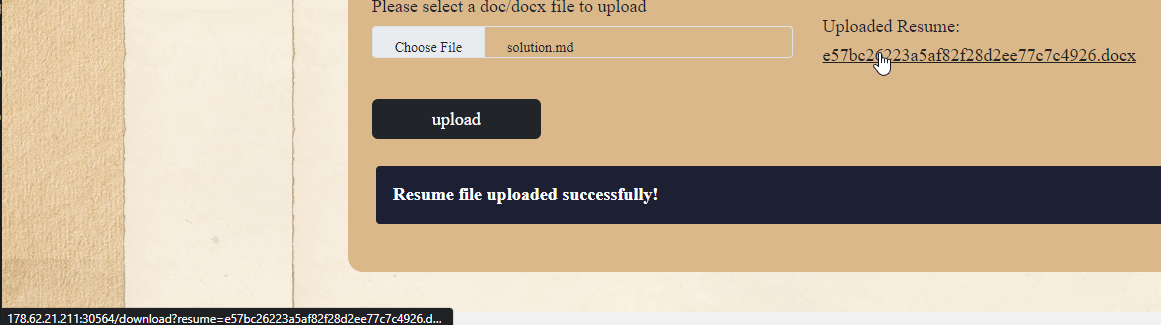 Please select a doc/docx file to upload
Choose File solution.md
Uploaded Resume:
e57bc26223a5af82f28d2ee77c7c4926.docx
upload
Resume file uploaded successfully!
178.62.21.211:30564/download?resume=e57bc26223a5af82f28d2ee77c7c4926.d...